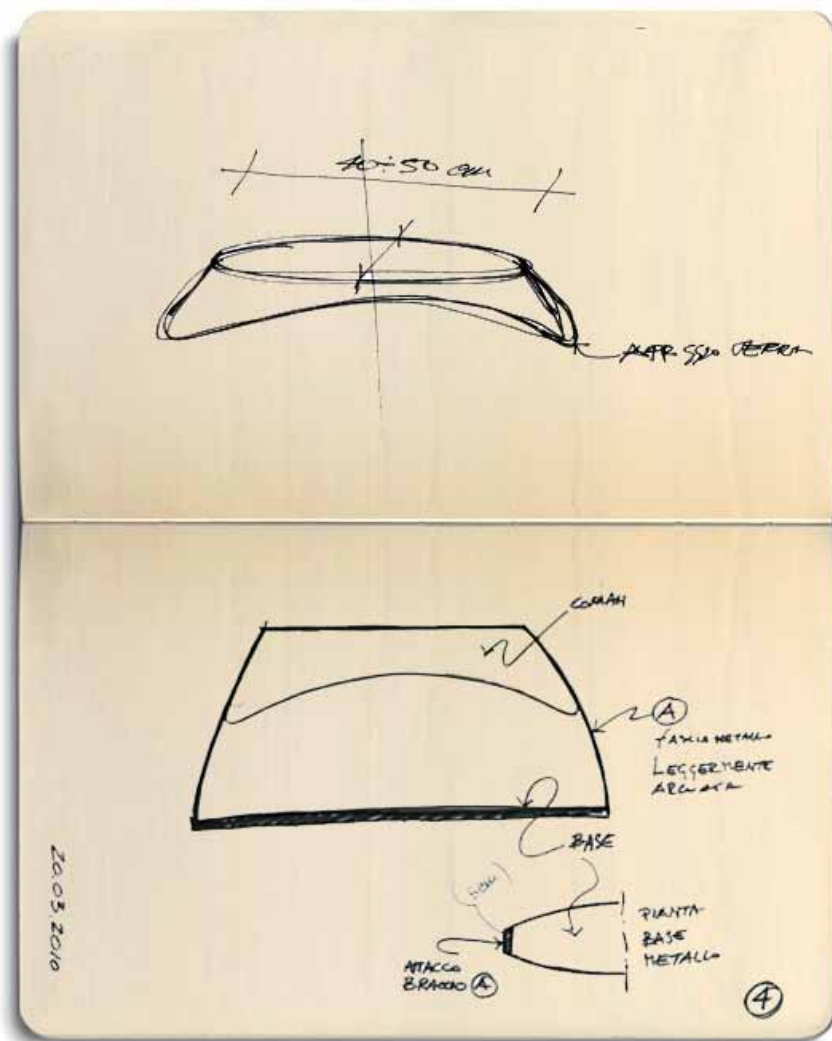 40÷50 cm
TERRA
CORIAN
A
FASCIA METALLO
LEGGERMENTE
ARCUATA
BASE
PIANTA
BASE
METALLO
ATTACCO
BRACCIO A
20.03.2010
4